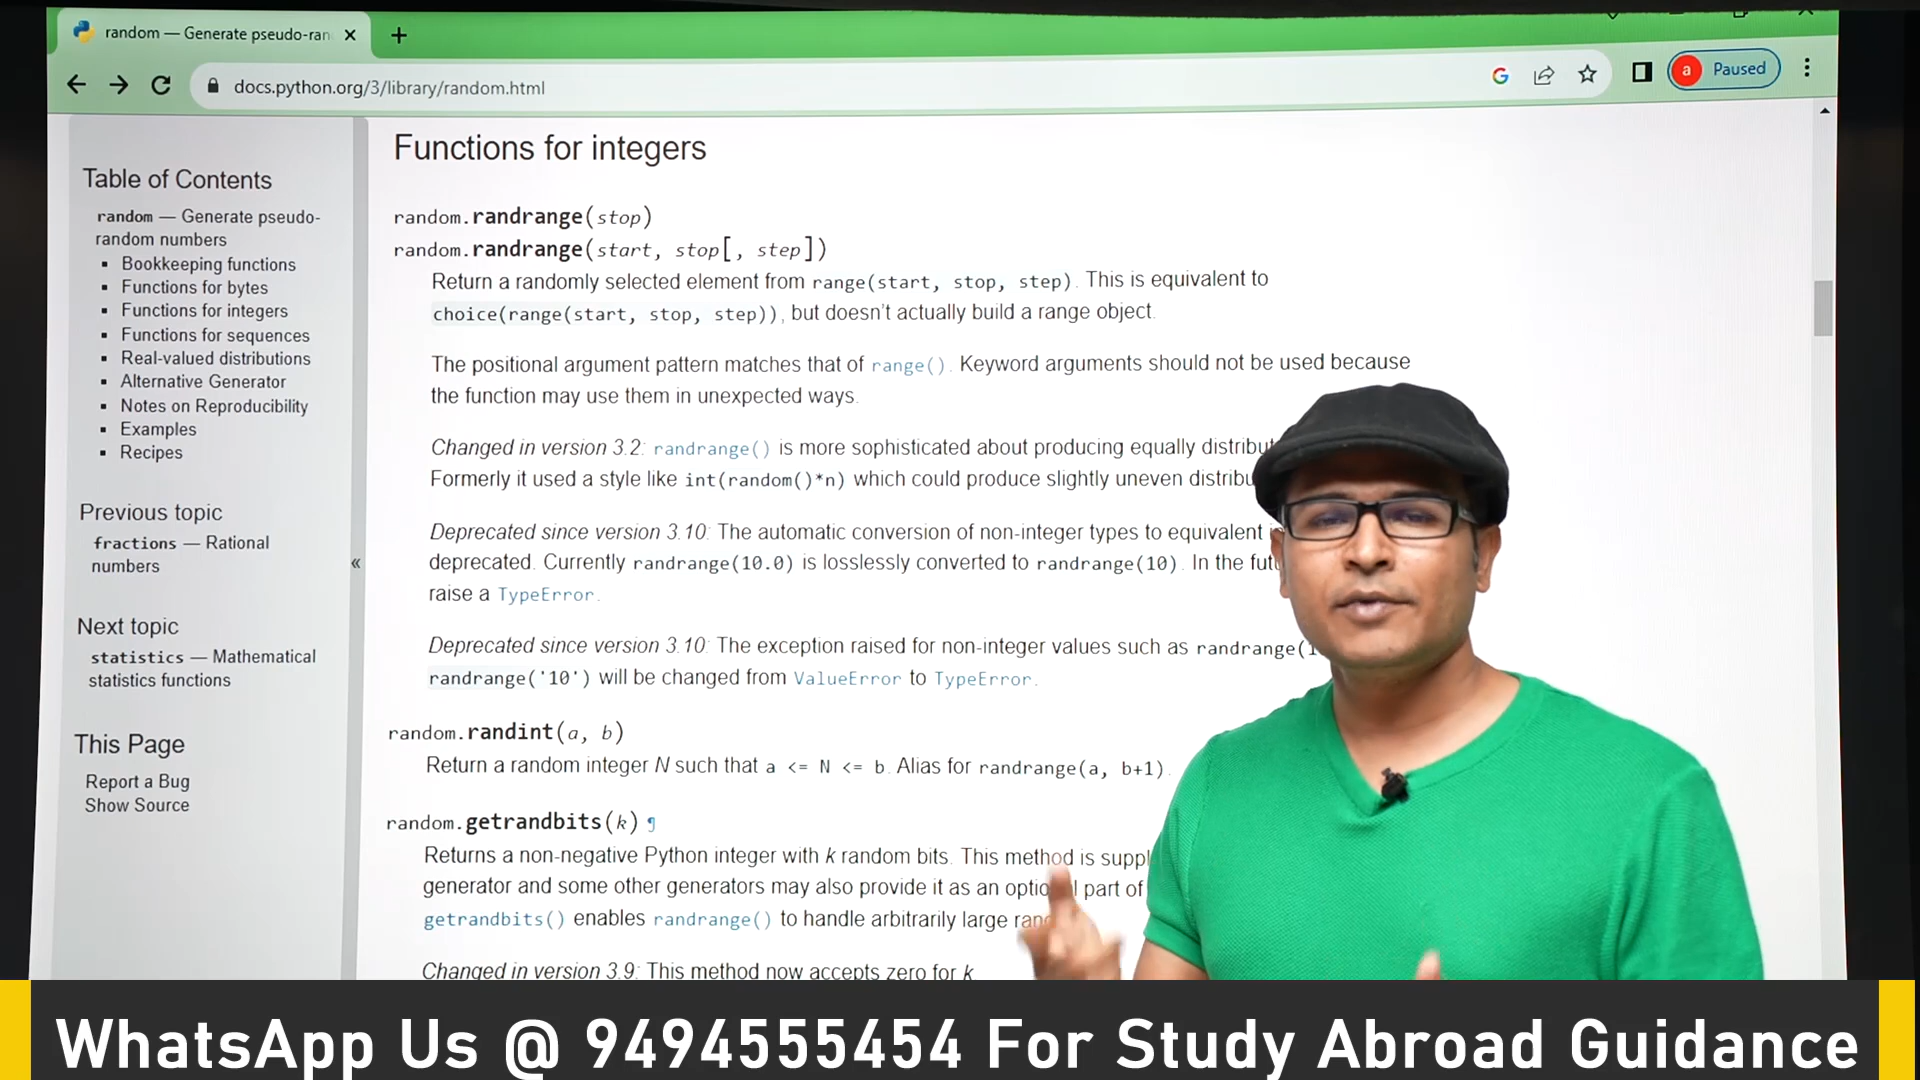 random — Generate pseudo-ran
docs.python.org/3/library/random.html
a Paused
Table of Contents
random — Generate pseudo-
random numbers
Bookkeeping functions
Functions for bytes
Functions for integers
Functions for sequences
Real-valued distributions
Alternative Generator
Notes on Reproducibility
Examples
Recipes
Previous topic
fractions — Rational
numbers
Next topic
statistics — Mathematical
statistics functions
This Page
Report a Bug
Show Source
«
Functions for integers
random.randrange(stop)
random.randrange(start, stop[, step])
Return a randomly selected element from range(start, stop, step). This is equivalent to
choice(range(start, stop, step)), but doesn't actually build a range object.
The positional argument pattern matches that of range(). Keyword arguments should not be used because
the function may use them in unexpected ways.
Changed in version 3.2: randrange() is more sophisticated about producing equally
Formerly it used a style like int(random()*n) which could produce slightly uneven
Deprecated since version 3.10: The automatic conversion of non-integer types to equivalent
deprecated. Currently randrange(10.0) is losslessly converted to randrange(10). In the
raise a TypeError.
Deprecated since version 3.10: The exception raised for non-integer values such as randrange(1
randrange('10') will be changed from ValueError to TypeError.
random.randint(a, b)
Return a random integer N such that a <= N <= b. Alias for randrange(a, b+1).
random.getrandbits(k) ¶
Returns a non-negative Python integer with k random bits. This method is
generator and some other generators may also provide it as an part of
getrandbits() enables randrange() to handle arbitrarily large
Changed in version 3.9: This method now accepts zero for k
WhatsApp Us @ 9494555454 For Study Abroad Guidance